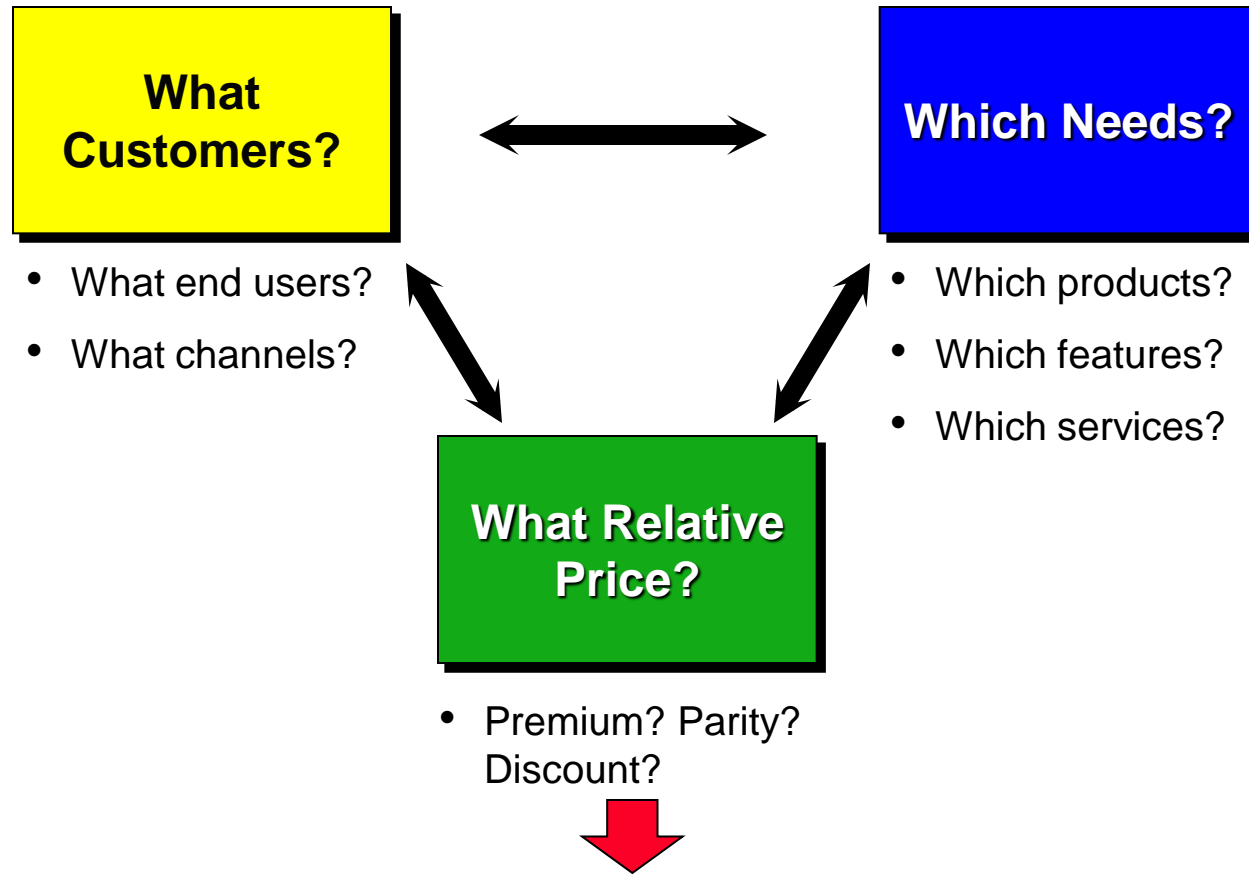 What
Customers?
Which Needs?
• What end users?
• What channels?
• Which products?
• Which features?
• Which services?
What Relative
Price?
• Premium? Parity?
Discount?